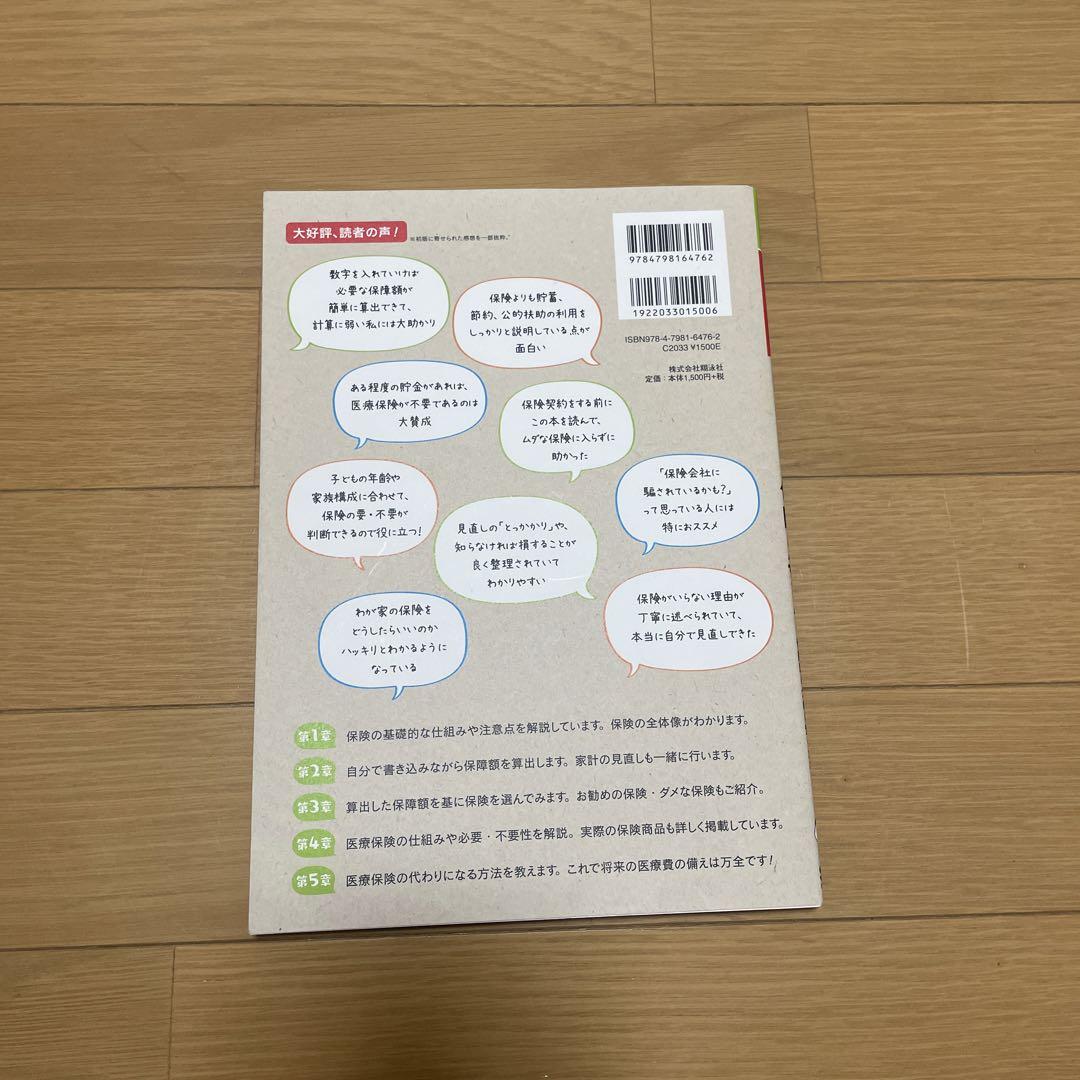 大好評、読者の声!
※初版に寄せられた感想を一部抜粋。
9784798164762
1922033015006
ISBN978-4-7981-6476-2
C2033 ¥1500E
株式会社翔泳社
定価:本体1,500円+税
数字を入れていけば
必要な保障額が
簡単に算出できて、
計算に弱い私には大助かり
保険よりも貯蓄、
節約、公的扶助の利用を
しっかりと説明している点が
面白い
ある程度の貯金があれば、
医療保険が不要であるのは
大賛成
保険契約をする前に
この本を読んで、
ムダな保険に入らずに
助かった
子どもの年齢や
家族構成に合わせて、
保険の要・不要が
判断できるので役に立つ!
「保険会社に
騙されているかも?」
って思っている人には
特におススメ
見直しの「とっかかり」や、
知らなければ損することが
良く整理されていて
わかりやすい
わが家の保険を
どうしたらいいのか
ハッキリとわかるように
なっている
保険がいらない理由が
丁寧に述べられていて、
本当に自分で見直しできた
第1章 保険の基礎的な仕組みや注意点を解説しています。保険の全体像がわかります。
第2章 自分で書き込みながら保障額を算出します。家計の見直しも一緒に行います。
第3章 算出した保障額を基に保険を選んでみます。お勧めの保険・ダメな保険もご紹介。
第4章 医療保険の仕組みや必要・不要性を解説。実際の保険商品も詳しく掲載しています。
第5章 医療保険の代わりになる方法を教えます。これで将来の医療費の備えは万全です!